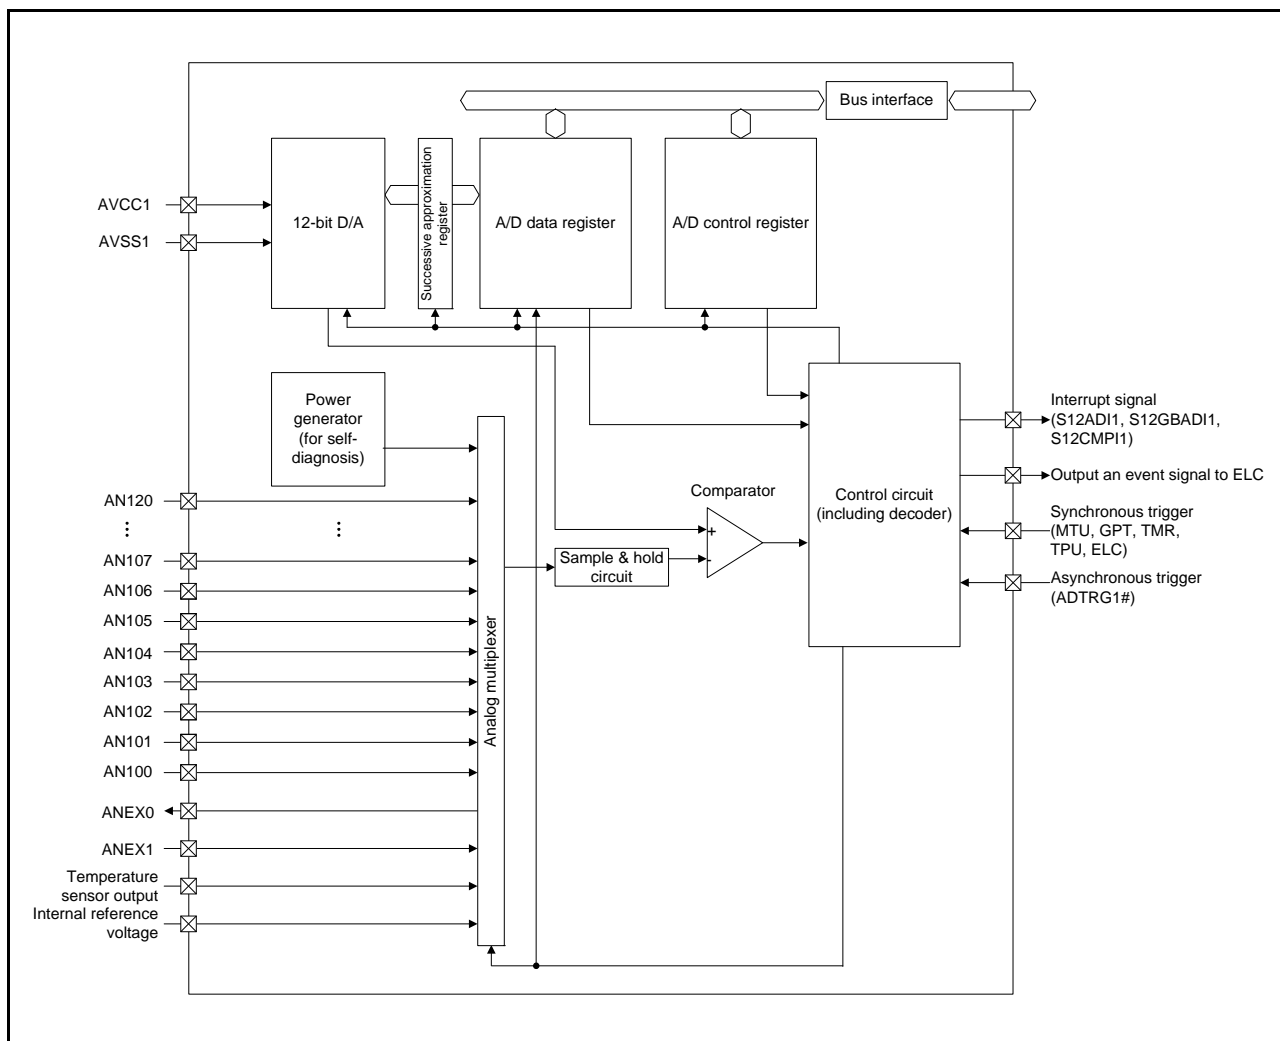 Bus interface
AVCC1
AVSS1
12-bit D/A
Successive approximation
register
A/D data register
A/D control register
Power
generator
(for self-
diagnosis)
Interrupt signal
(S12ADI1, S12GBADI1,
S12CMPI1)
Output an event signal to ELC
Synchronous trigger
(MTU, GPT, TMR,
TPU, ELC)
Asynchronous trigger
(ADTRG1#)
Control circuit
(including decoder)
Comparator
+
-
Sample & hold
circuit
Analog multiplexer
AN120
...
...
AN107
AN106
AN105
AN104
AN103
AN102
AN101
AN100
ANEX0
ANEX1
Temperature
sensor output
Internal reference
voltage